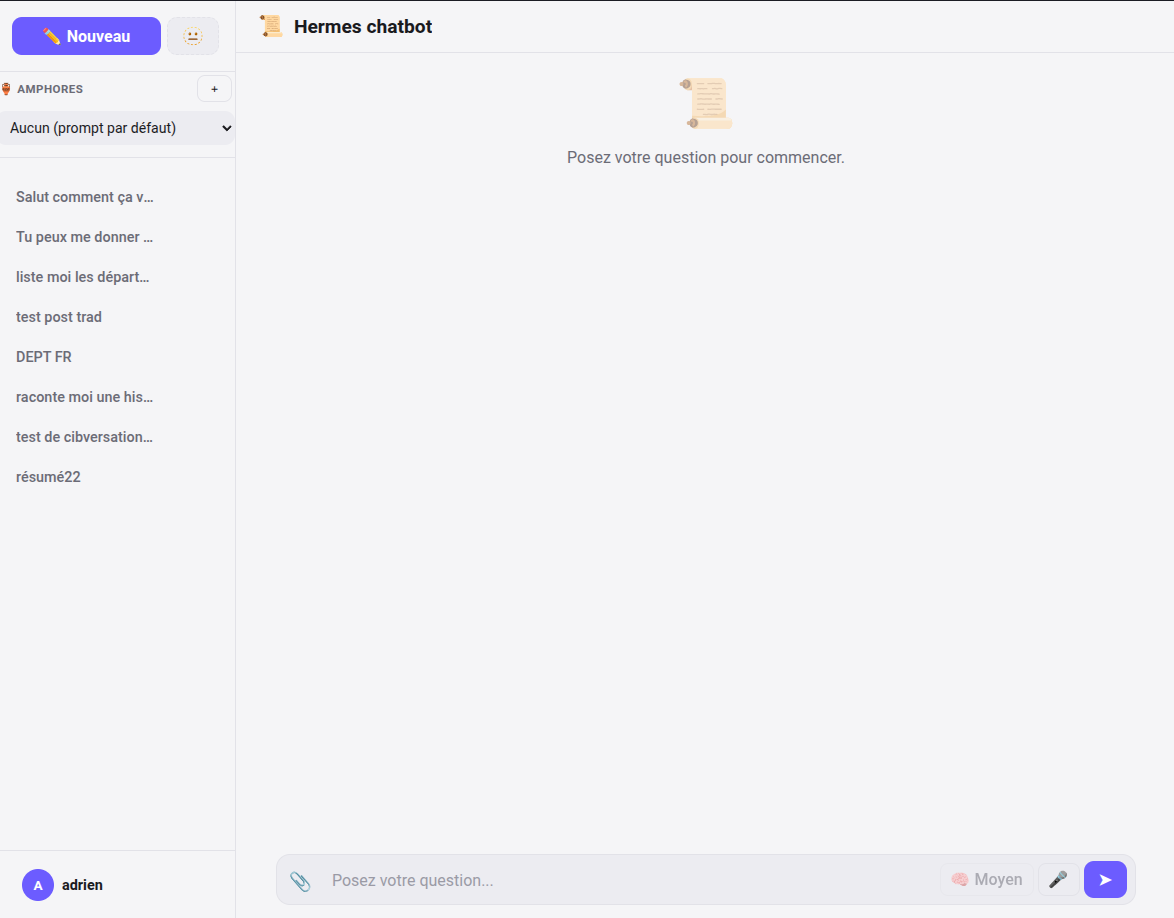 Nouveau
AMPHORES
+
Aucun (prompt par défaut)
Salut comment ça v...
Tu peux me donner ...
liste moi les départ...
test post trad
DEPT FR
raconte moi une his...
test de cibversation...
résumé22
A
adrien
Hermes chatbot
Posez votre question pour commencer.
Posez votre question...
Moyen